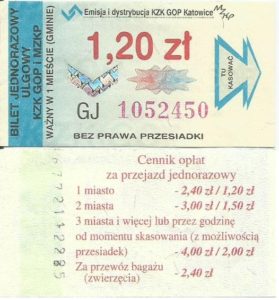 Emisja i dystrybucja KZK GOP Katowice
MZKP
BILET JEDNORAZOWY
ULGOWY
KZK GOP i MZKP
WAŻNY W 1 MIEŚCIE (GMINIE)
1,20 zł
TU KASOWAĆ
GJ 1052450
BEZ PRAWA PRZESIADKI
Cennik opłat
za przejazd jednorazowy
1 miasto - 2,40 zł / 1,20 zł
2 miasta - 3,00 zł / 1,50 zł
3 miasta i więcej lub przez godzinę
od momentu skasowania (z możliwością
przesiadek) - 4,00 zł / 2,00 zł
Za przewóz bagażu
(zwierzęcia) - 2,40 zł